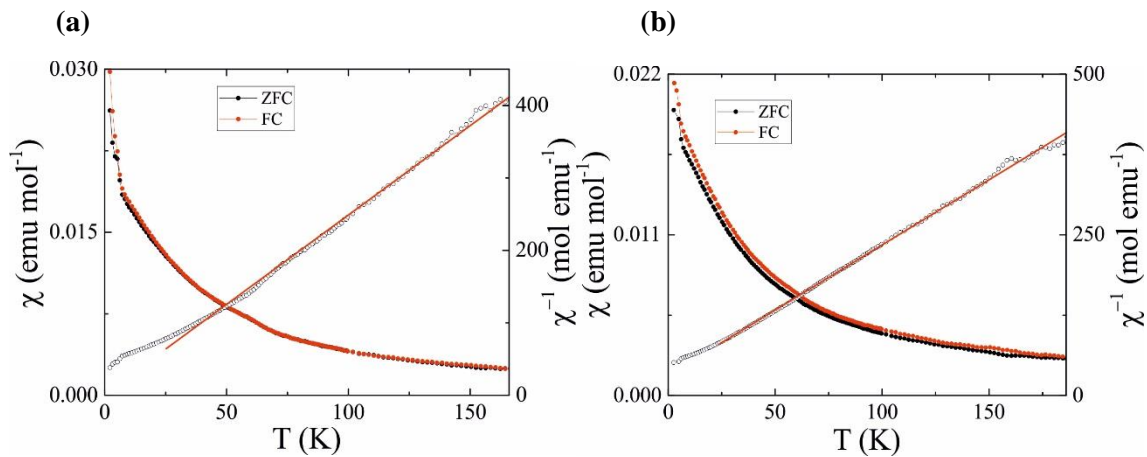 (a)
0.030
0.015
0.000
χ (emu mol⁻¹)
ZFC
FC
400
200
0
χ⁻¹ (mol emu⁻¹)
0
50
100
150
T (K)
(b)
0.022
0.011
0.000
χ (emu mol⁻¹)
ZFC
FC
500
250
0
χ⁻¹ (mol emu⁻¹)
0
50
100
150
T (K)